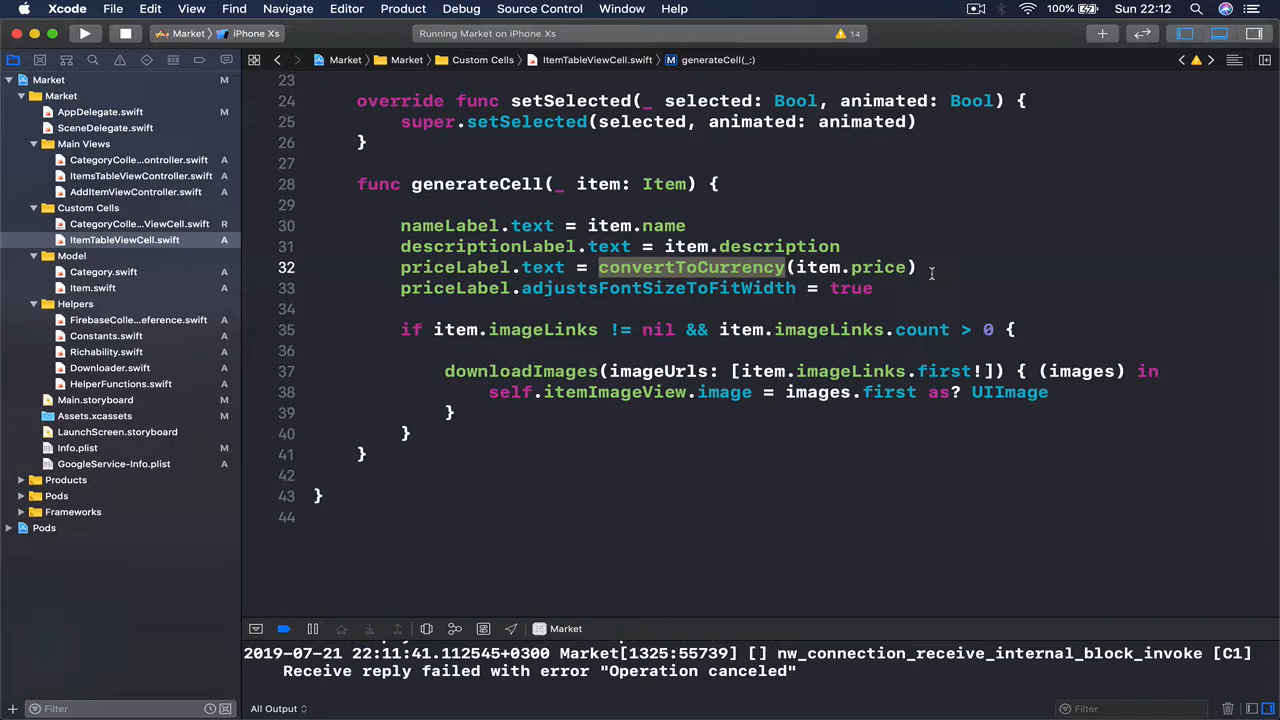 Xcode File Edit View Find Navigate Editor Product Debug Source Control Window Help 100% Sun 22:12
Market iPhone Xs Running Market on iPhone Xs 14
Market Market Custom Cells ItemTableViewCell.swift M generateCell(_:)
Market M
Market
AppDelegate.swift M
SceneDelegate.swift
Main Views
CategoryColle...ontroller.swift A
ItemsTableViewController.swift A
AddItemViewController.swift A
Custom Cells
CategoryColle...ViewCell.swift R
ItemTableViewCell.swift A
Model
Category.swift A
Item.swift A
Helpers
FirebaseColle...eference.swift A
Constants.swift A
Richability.swift A
Downloader.swift A
HelperFunctions.swift A
Main.storyboard M
Assets.xcassets M
LaunchScreen.storyboard
Info.plist M
GoogleService-Info.plist A
Products
Pods
Frameworks
Pods
Filter
23
24 override func setSelected(_ selected: Bool, animated: Bool) {
25 super.setSelected(selected, animated: animated)
26 }
27
28 func generateCell(_ item: Item) {
29
30 nameLabel.text = item.name
31 descriptionLabel.text = item.description
32 priceLabel.text = convertToCurrency(item.price)
33 priceLabel.adjustsFontSizeToFitWidth = true
34
35 if item.imageLinks != nil && item.imageLinks.count > 0 {
36
37 downloadImages(imageUrls: [item.imageLinks.first!]) { (images) in
38 self.itemImageView.image = images.first as? UIImage
39 }
40 }
41 }
42
43 }
44
Market
2019-07-21 22:11:41.112545+0300 Market[1325:55739] [] nw_connection_receive_internal_block_invoke [C1]
Receive reply failed with error "Operation canceled"
All Output Filter